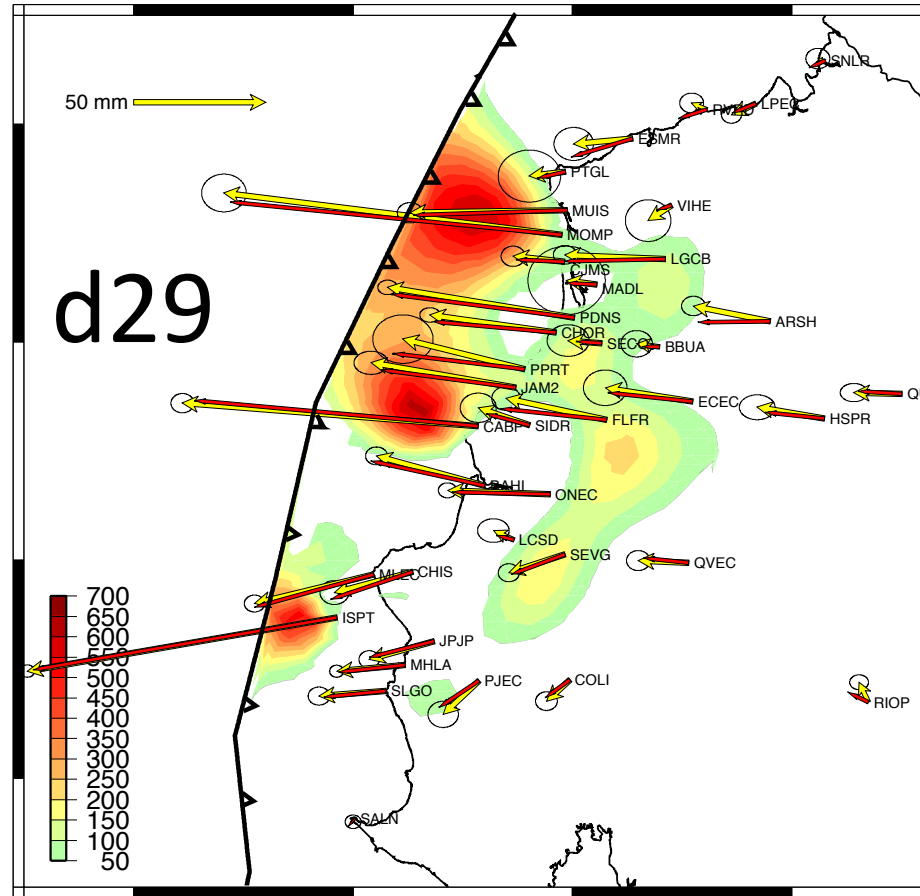 SNLR
50 mm
LPEC
ESMR
PTGL
VIHE
MUIS
MOMP
LGCB
CJMS
MADL
d29
PDNS
ARSH
CHOR
SECO
BBUA
PPRT
JAM2
ECEC
FLFR
HSPR
CABP
SIDR
ONEC
LCSD
SEVG
QVEC
MLEC
CHIS
700
650
ISPT
600
550
JPJP
500
MHLA
450
SLGO
PJEC
COLI
400
RIOP
350
300
250
200
SALN
150
100
50